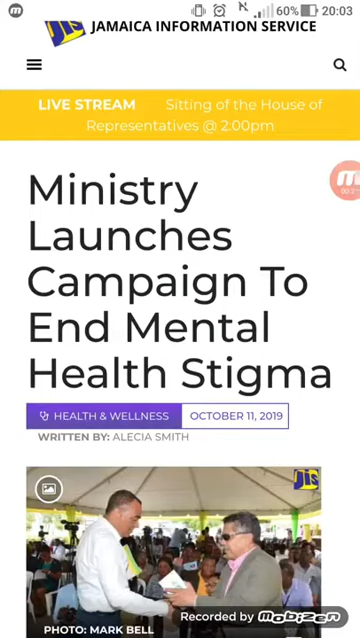 60% 20:03
Jis JAMAICA INFORMATION SERVICE
LIVE STREAM Sitting of the House of
Representatives @ 2:00pm
Ministry
Launches
Campaign To
End Mental
Health Stigma
HEALTH & WELLNESS OCTOBER 11, 2019
WRITTEN BY: ALECIA SMITH
Jis
PHOTO: MARK BELL
Recorded by MOBIZEN